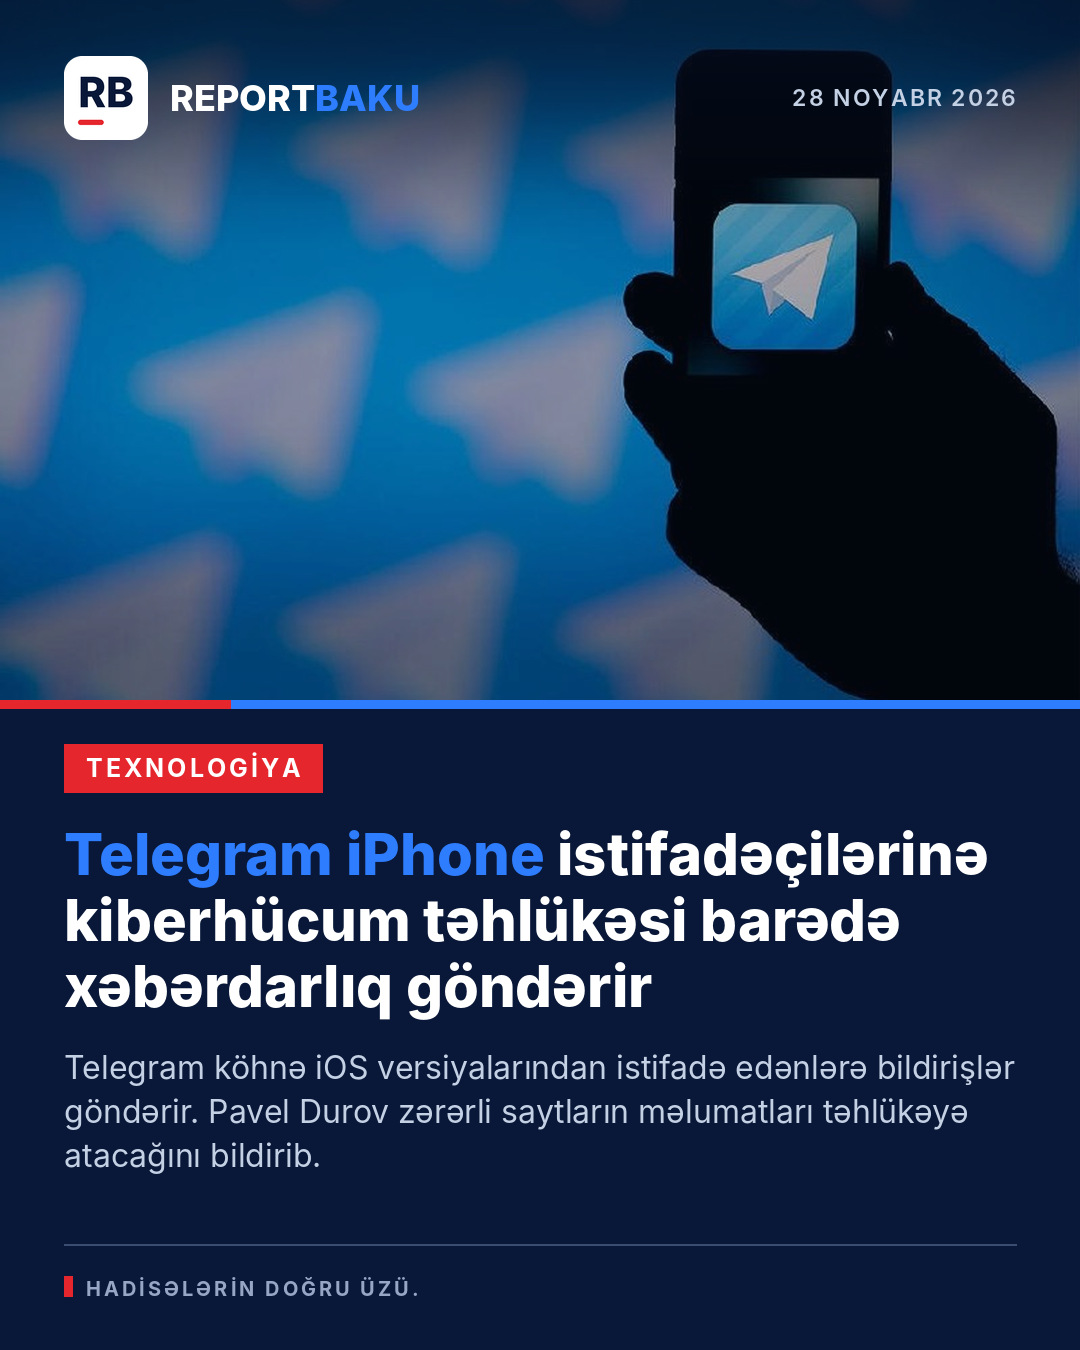 RB
REPORTBAKU
28 NOYABR 2026
TEXNOLOGİYA
Telegram iPhone istifadəçilərinə
kiberhücum təhlükəsi barədə
xəbərdarlıq göndərir
Telegram köhnə iOS versiyalarından istifadə edənlərə bildirişlər
göndərir. Pavel Durov zərərli saytların məlumatları təhlükəyə
atacağını bildirib.
HADİSƏLƏRİN DOĞRU ÜZÜ.